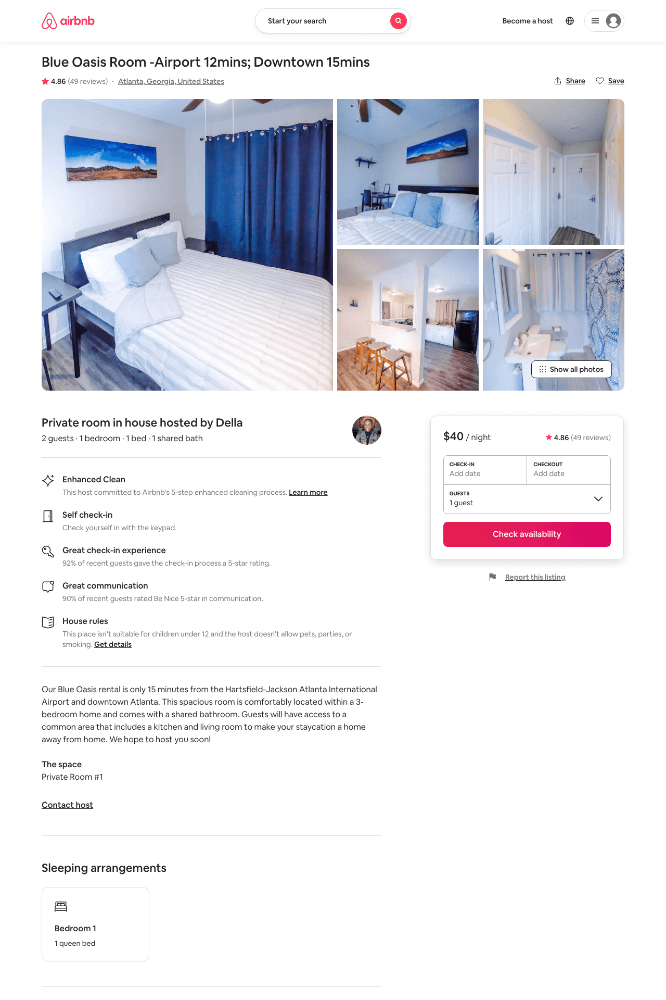 airbnb
Start your search
Become a host
Blue Oasis Room -Airport 12mins; Downtown 15mins
4.86 (49 reviews) · Atlanta, Georgia, United States
Share
Save
1
2
3
Show all photos
Private room in house hosted by Della
2 guests · 1 bedroom · 1 bed · 1 shared bath
Enhanced Clean
This host committed to Airbnb's 5-step enhanced cleaning process. Learn more
Self check-in
Check yourself in with the keypad.
Great check-in experience
92% of recent guests gave the check-in process a 5-star rating.
Great communication
90% of recent guests rated Be Nice 5-star in communication.
House rules
This place isn’t suitable for children under 12 and the host doesn’t allow pets, parties, or
smoking. Get details
$40 / night
4.86 (49 reviews)
CHECK-IN
Add date
CHECKOUT
Add date
GUESTS
1 guest
Check availability
Report this listing
Our Blue Oasis rental is only 15 minutes from the Hartsfield-Jackson Atlanta International
Airport and downtown Atlanta. This spacious room is comfortably located within a 3-
bedroom home and comes with a shared bathroom. Guests will have access to a
common area that includes a kitchen and living room to make your staycation a home
away from home. We hope to host you soon!
The space
Private Room #1
Contact host
Sleeping arrangements
Bedroom 1
1 queen bed